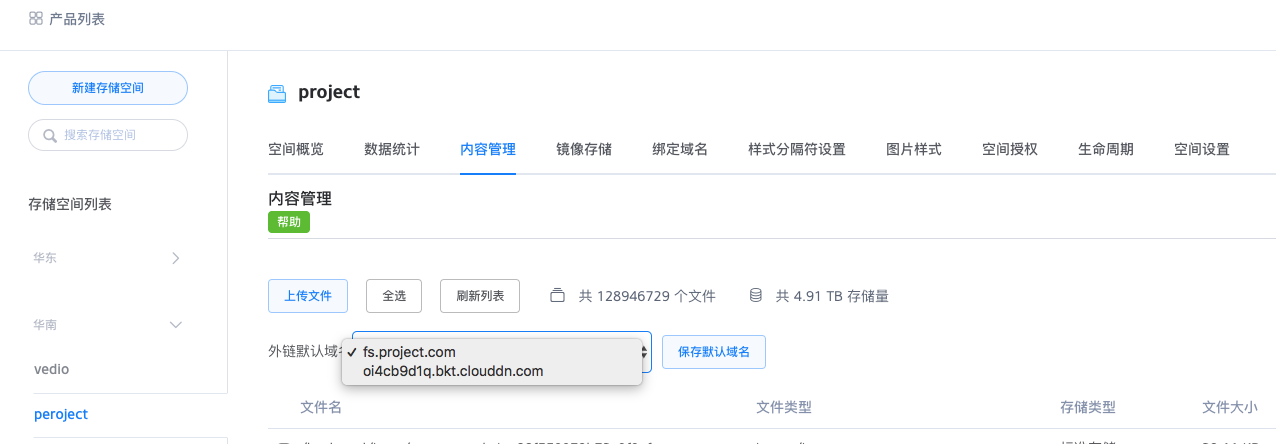 产品列表
新建存储空间
搜索存储空间
存储空间列表
华东
华南
vedio
peroject
project
空间概览 数据统计 内容管理 镜像存储 绑定域名 样式分隔符设置 图片样式 空间授权 生命周期 空间设置
内容管理
帮助
上传文件 全选 刷新列表 共 128946729 个文件 共 4.91 TB 存储量
外链默认域 保存默认域名
✓ fs.project.com
oi4cb9d1q.bkt.clouddn.com
文件名 文件类型 存储类型 文件大小